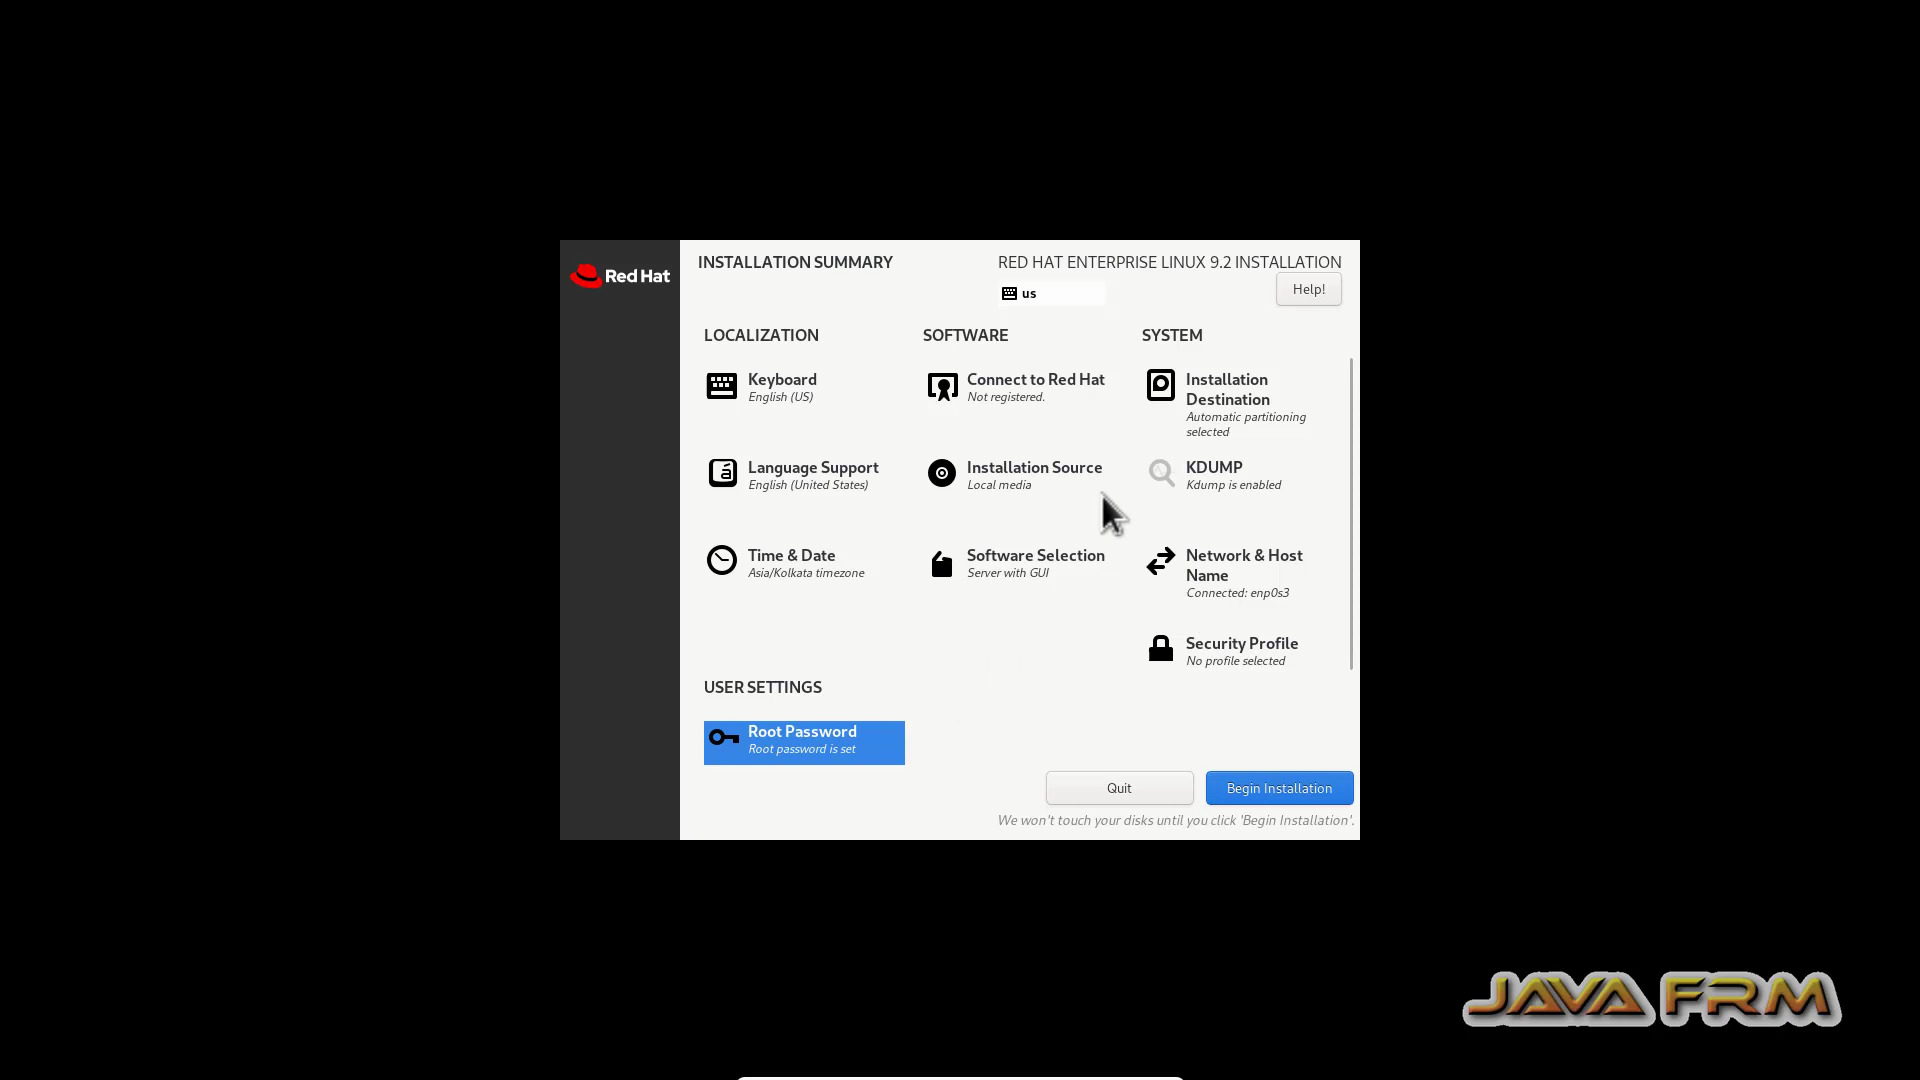 Red Hat
INSTALLATION SUMMARY
RED HAT ENTERPRISE LINUX 9.2 INSTALLATION
us
Help!
LOCALIZATION
Keyboard
English (US)
Language Support
English (United States)
Time & Date
Asia/Kolkata timezone
SOFTWARE
Connect to Red Hat
Not registered.
Installation Source
Local media
Software Selection
Server with GUI
SYSTEM
Installation
Destination
Automatic partitioning
selected
KDUMP
Kdump is enabled
Network & Host
Name
Connected: enp0s3
Security Profile
No profile selected
USER SETTINGS
Root Password
Root password is set
Quit
Begin Installation
We won't touch your disks until you click 'Begin Installation'.
JAVA FRM